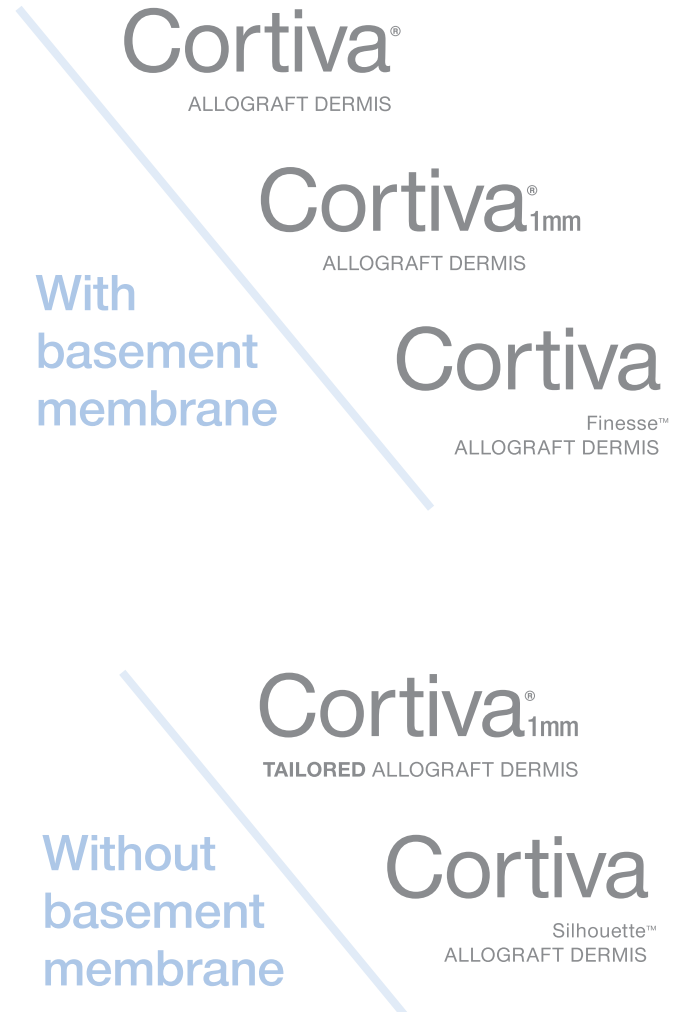 Cortiva®
ALLOGRAFT DERMIS
Cortiva® 1mm
ALLOGRAFT DERMIS
With
basement
membrane
Cortiva
Finesse™
ALLOGRAFT DERMIS
Cortiva® 1mm
TAILORED ALLOGRAFT DERMIS
Without
basement
membrane
Cortiva
Silhouette™
ALLOGRAFT DERMIS